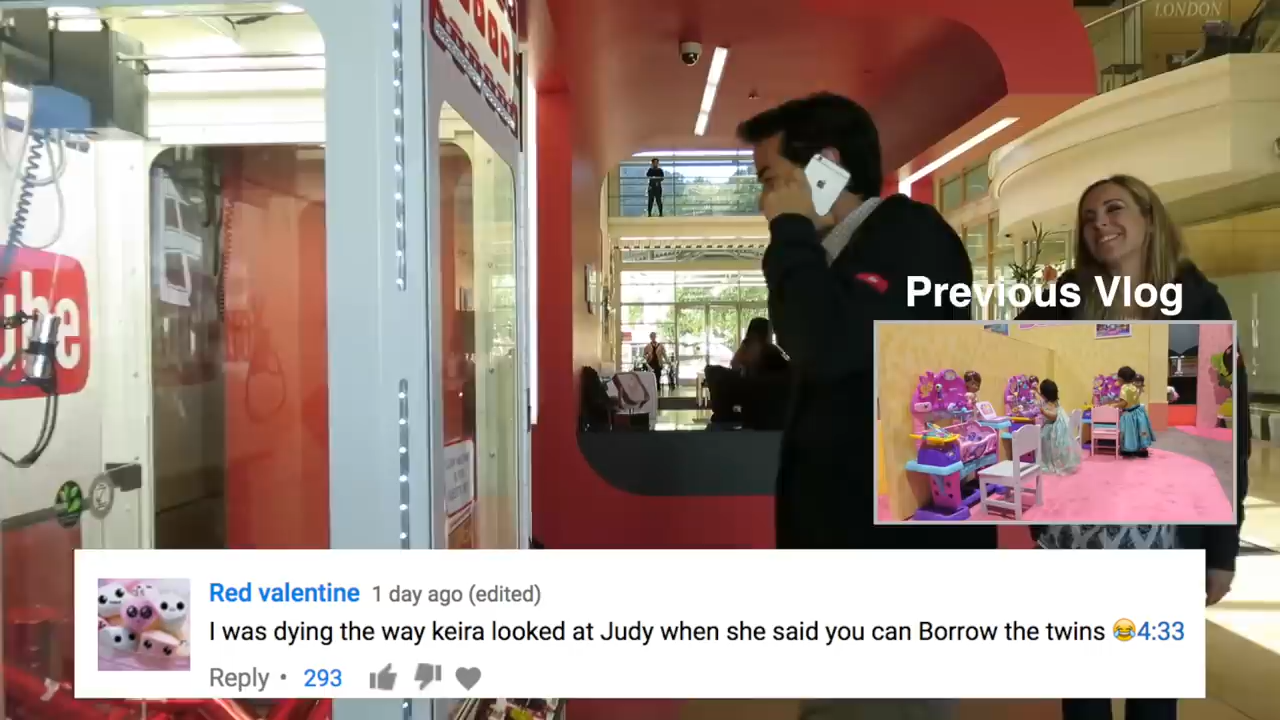 LONDON
ube
Previous Vlog
Red valentine 1 day ago (edited)
I was dying the way keira looked at Judy when she said you can Borrow the twins 😂4:33
Reply • 293